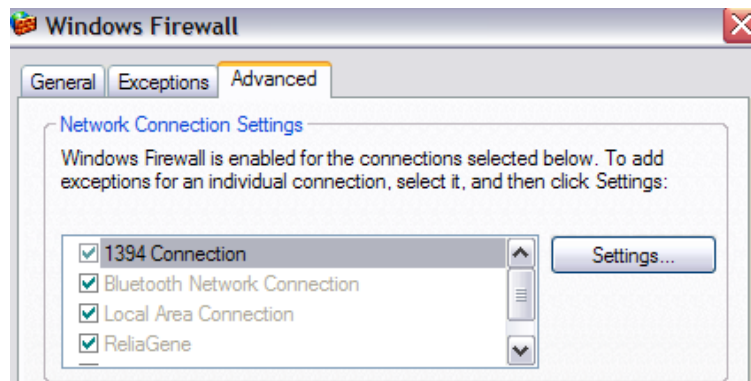 Windows Firewall
General Exceptions Advanced
Network Connection Settings
Windows Firewall is enabled for the connections selected below. To add
exceptions for an individual connection, select it, and then click Settings:
1394 Connection
Settings...
Bluetooth Network Connection
Local Area Connection
ReliaGene